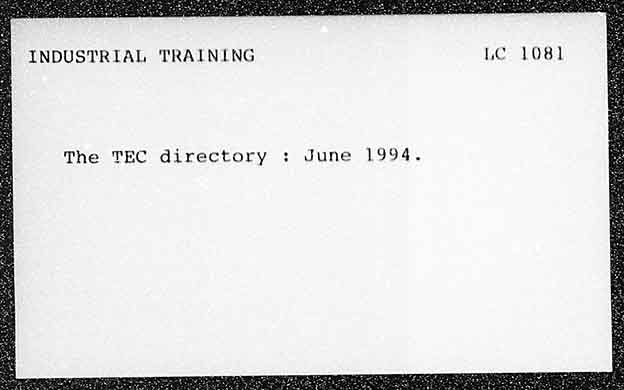 INDUSTRIAL TRAINING LC 1081
The TEC directory : June 1994.